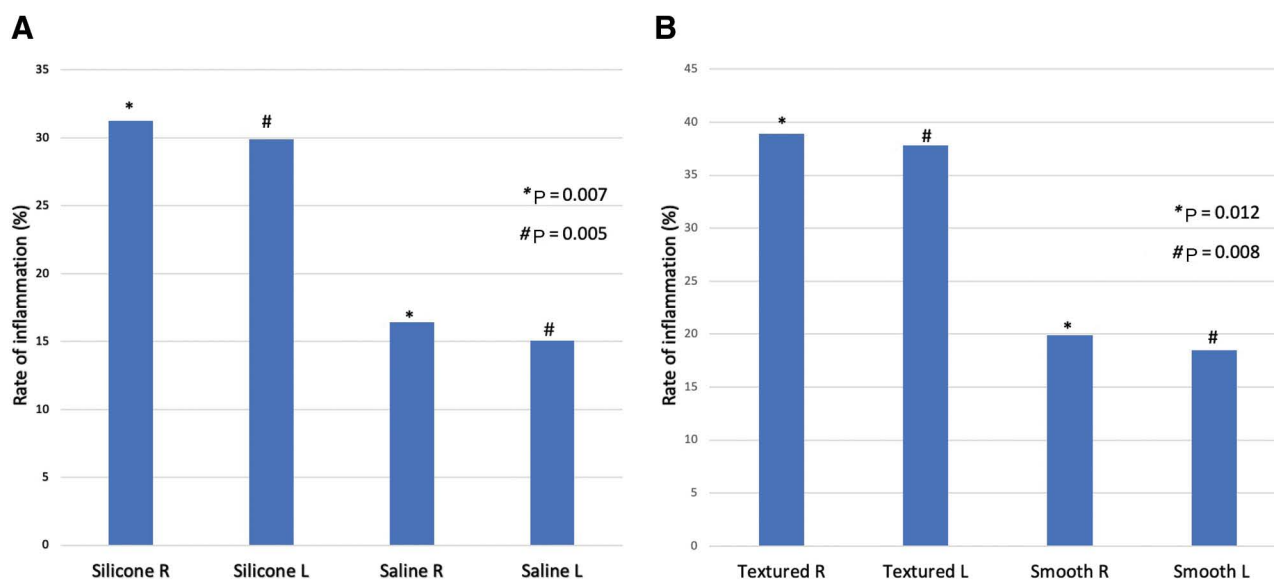 A
Rate of inflammation (%)
35
30
25
20
15
10
5
0
*
#
*
#
* P = 0.007
# P = 0.005
Silicone R Silicone L Saline R Saline L
B
Rate of inflammation (%)
45
40
35
30
25
20
15
10
5
0
*
#
*
#
* P = 0.012
# P = 0.008
Textured R Textured L Smooth R Smooth L